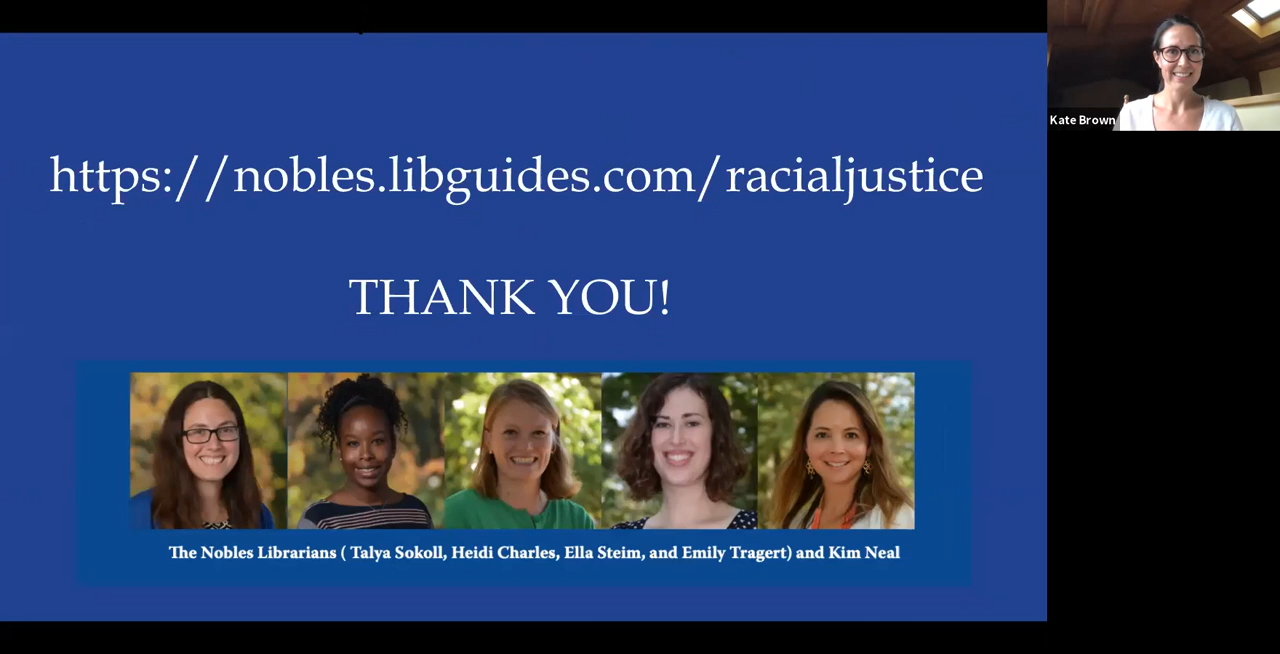 https://nobles.libguides.com/racialjustice
THANK YOU!
The Nobles Librarians ( Talya Sokoll, Heidi Charles, Ella Steim, and Emily Tragert) and Kim Neal
Kate Brown